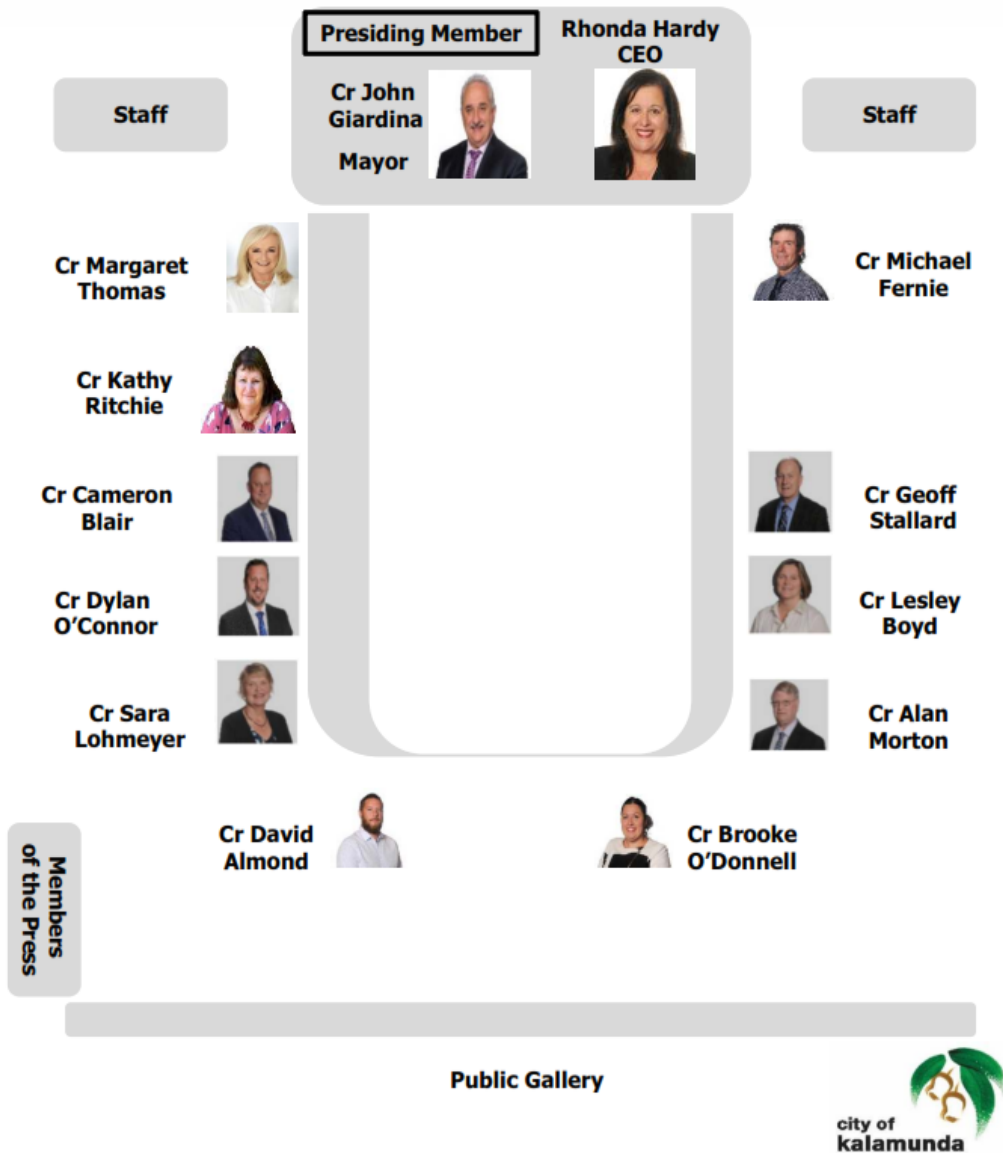 Presiding Member
Rhonda Hardy
CEO
Cr John
Giardina
Mayor
Staff
Staff
Cr Margaret
Thomas
Cr Michael
Fernie
Cr Kathy
Ritchie
Cr Cameron
Blair
Cr Geoff
Stallard
Cr Dylan
O'Connor
Cr Lesley
Boyd
Cr Sara
Lohmeyer
Cr Alan
Morton
Cr David
Almond
Cr Brooke
O'Donnell
Members
of the Press
Public Gallery
city of
kalamunda